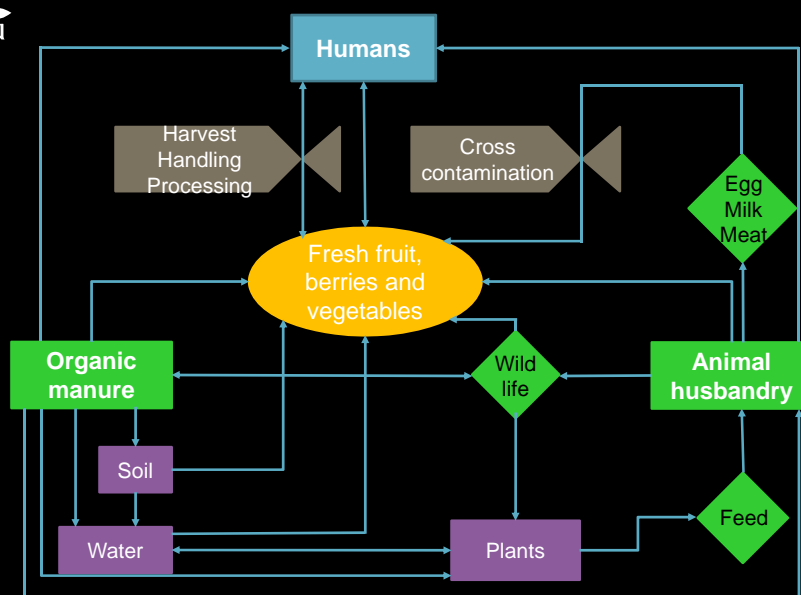 Humans
Harvest
Handling
Processing
Cross
contamination
Egg
Milk
Meat
Fresh fruit,
berries and
vegetables
Organic
manure
Wild
life
Animal
husbandry
Soil
Feed
Water
Plants